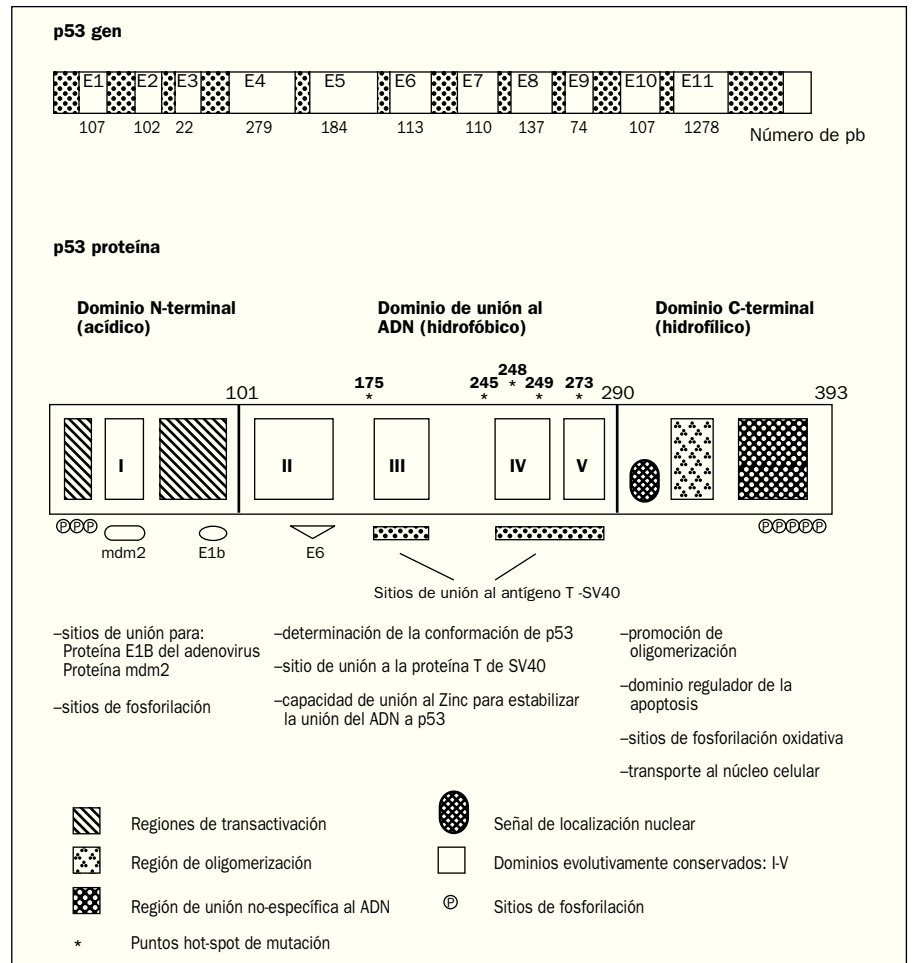 p53 gen
E1 E2 E3 E4 E5 E6 E7 E8 E9 E10 E11
107 102 22 279 184 113 110 137 74 107 1278
Número de pb
p53 proteína
Dominio N-terminal
(acídico)
Dominio de unión al
ADN (hidrofóbico)
Dominio C-terminal
(hidrofílico)
101 175 245 248 249 273 290 393
* * * * *
I II III IV V
P P P P P P P P
mdm2 E1b E6
Sitios de unión al antígeno T -SV40
–sitios de unión para:
Proteína E1B del adenovirus
Proteína mdm2
–sitios de fosforilación
–determinación de la conformación de p53
–sitio de unión a la proteína T de SV40
–capacidad de unión al Zinc para estabilizar
la unión del ADN a p53
–promoción de
oligomerización
–dominio regulador de la
apoptosis
–sitios de fosforilación oxidativa
–transporte al núcleo celular
Regiones de transactivación
Región de oligomerización
Región de unión no-específica al ADN
* Puntos hot-spot de mutación
Señal de localización nuclear
Dominios evolutivamente conservados: I-V
P Sitios de fosforilación